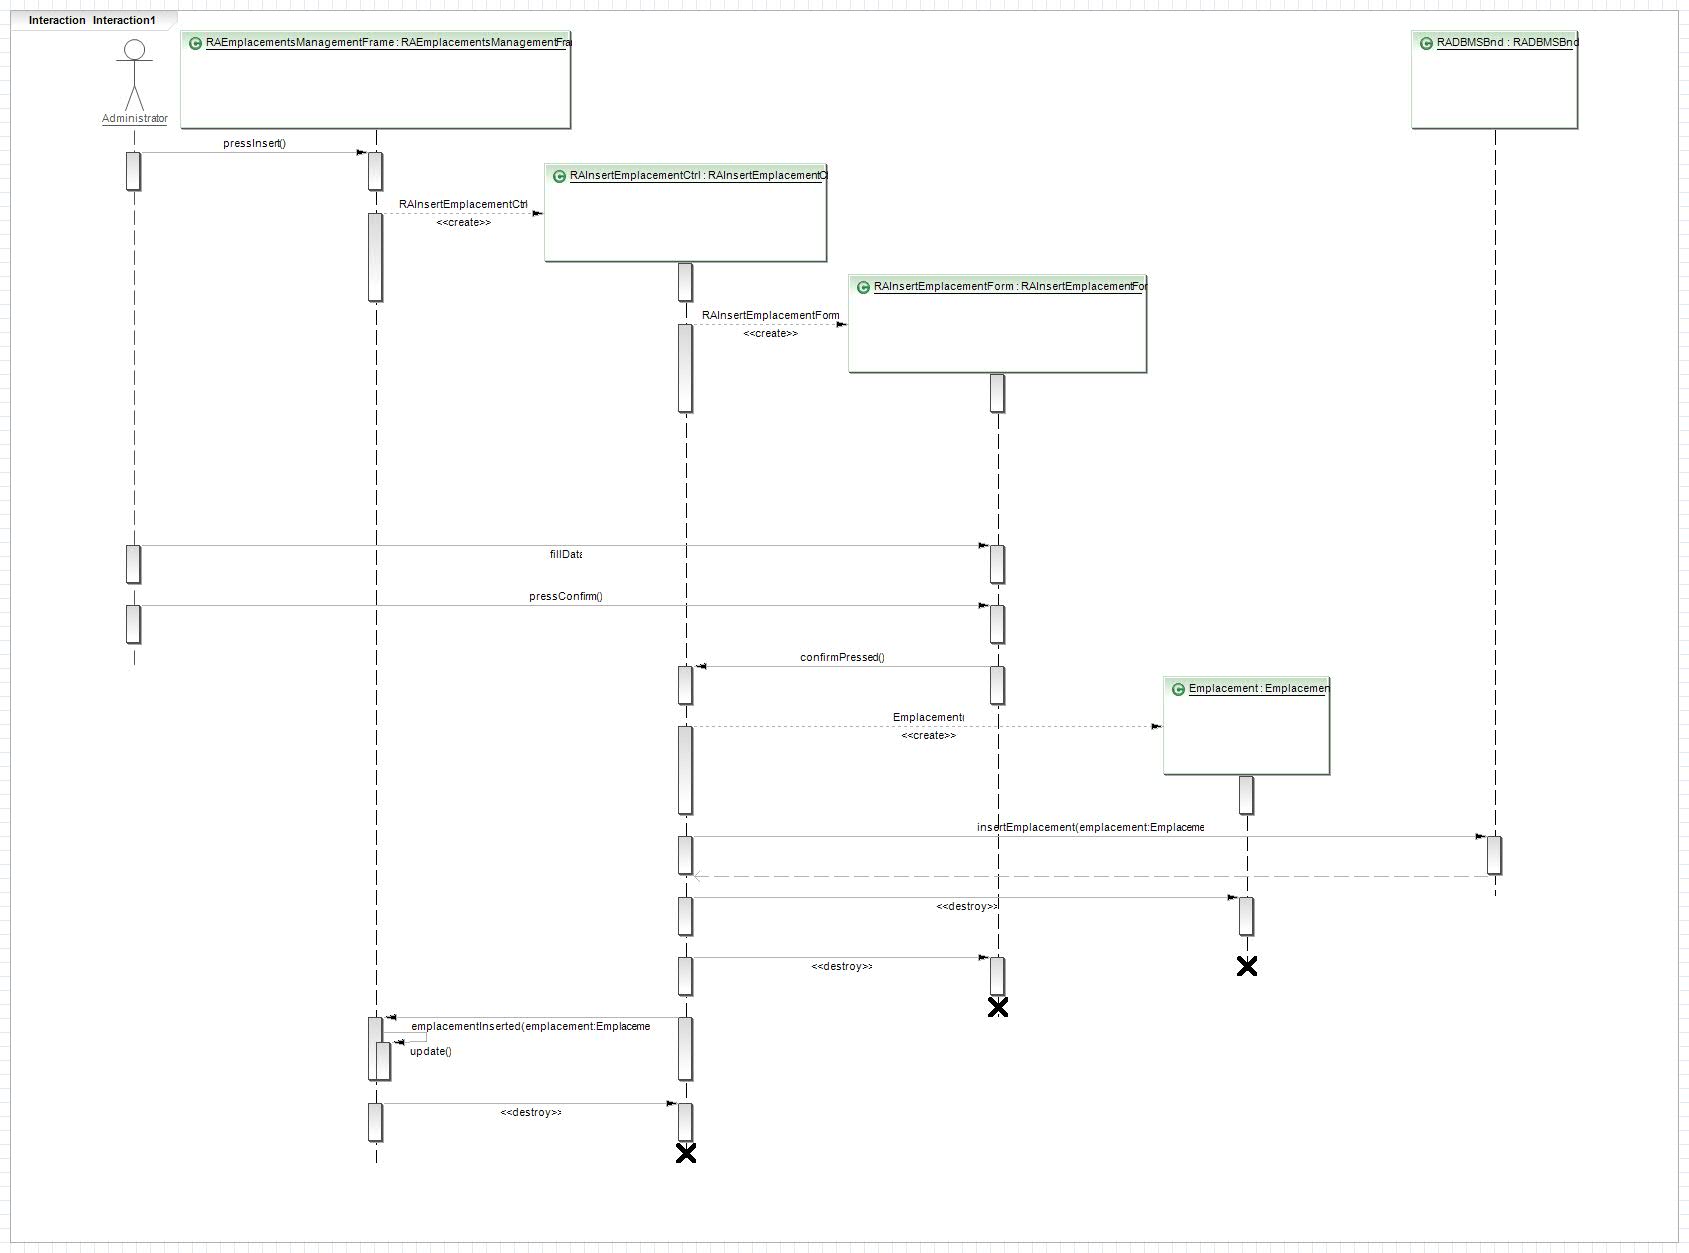 Interaction Interaction1
RAEmplacementsManagementFrame : RAEmplacementsManagementFra
RADBMSBnd : RADBMSBnd
Administrator
pressInsert()
RAInsertEmplacementCtrl : RAInsertEmplacementCt
RAInsertEmplacementCtrl
<<create>>
RAInsertEmplacementForm : RAInsertEmplacementFor
RAInsertEmplacementForm
<<create>>
fillData
pressConfirm()
confirmPressed()
Emplacement : Emplacemen
Emplacement(
<<create>>
insertEmplacement(emplacement:Emplaceme
<<destroy>>
<<destroy>>
emplacementInserted(emplacement:Emplaceme
update()
<<destroy>>